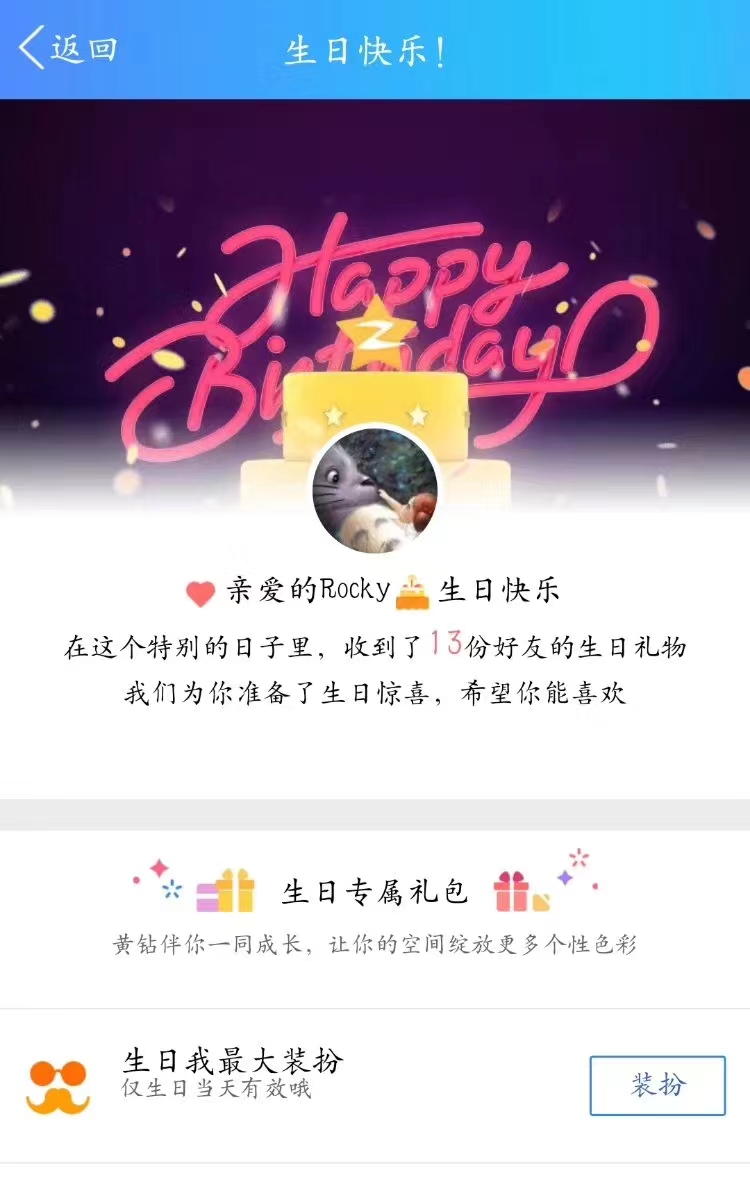 返回
生日快乐！
Happy
Birthday
亲爱的Rocky 生日快乐
在这个特别的日子里，收到了13份好友的生日礼物
我们为你准备了生日惊喜，希望你能喜欢
生日专属礼包
黄钻伴你一同成长，让你的空间绽放更多个性色彩
生日我最大装扮
仅生日当天有效哦
装扮